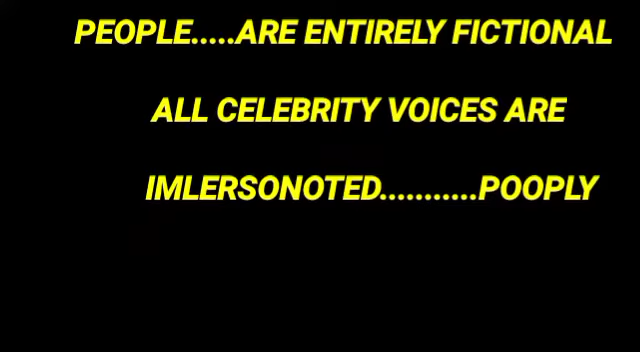 PEOPLE.....ARE ENTIRELY FICTIONAL
ALL CELEBRITY VOICES ARE
IMLERSONOTED...........POOPLY